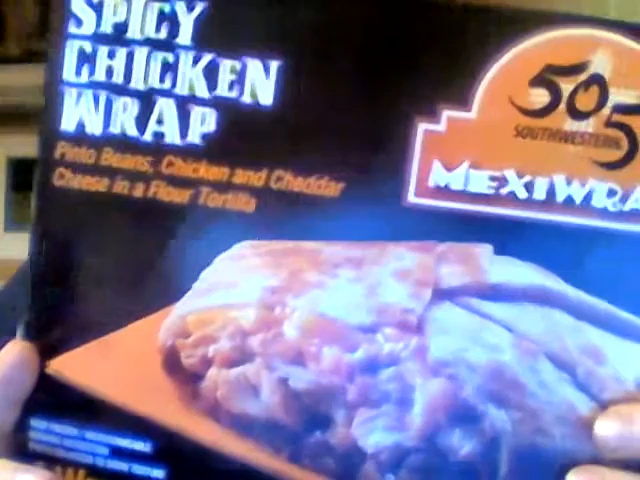 SPICY
CHICKEN
WRAP
Pinto Beans, Chicken and Cheddar
Cheese in a Flour Tortilla
505
SOUTHWESTERN
MEXIWRA